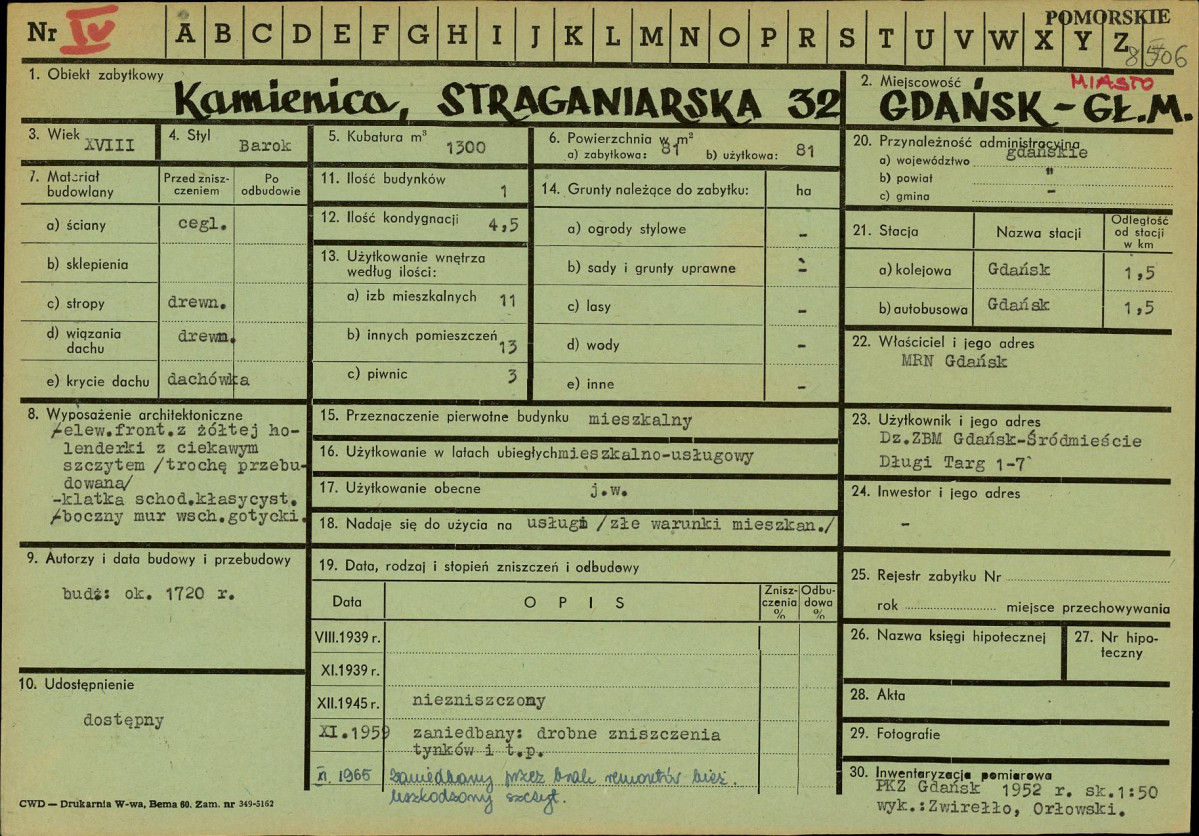 POMORSKIE
Nr IV A B C D E F G H I J K L M N O P R S T U V W X Y Z
1. Obiekt zabytkowy
Kamienica, STRAGANIARSKA 32
2. Miejscowość MIASTO
GDAŃSK - GŁ.M.
3. Wiek XVIII
4. Styl Barok
5. Kubatura m³ 1300
6. Powierzchnia w m²
a) zabytkowa: 81 b) użytkowa: 81
7. Materiał budowlany
Przed zniszczeniem
Po odbudowie
a) ściany cegl.
b) sklepienia
c) stropy drewn.
d) wiązania dachu drewn.
e) krycie dachu dachówka
8. Wyposażenie architektoniczne
-/elew.front.z żółtej ho-
lenderki z ciekawym
szczytem /trochę przebu-
dowana/
-klatka schod.kłasycyst.
-/boczny mur wsch.gotycki.
9. Autorzy i data budowy i przebudowy
bud.: ok. 1720 r.
10. Udostępnienie
dostępny
CWD — Drukarnia W-wa, Bema 60. Zam. nr 349-5162
11. Ilość budynków 1
12. Ilość kondygnacji 4,5
13. Użytkowanie wnętrza
według ilości:
a) izb mieszkalnych 11
b) innych pomieszczeń 13
c) piwnic 3
14. Grunty należące do zabytku: ha
a) ogrody stylowe -
b) sady i grunty uprawne -
c) lasy -
d) wody -
e) inne -
15. Przeznaczenie pierwotne budynku mieszkalny
16. Użytkowanie w latach ubiegłych mieszkalno-usługowy
17. Użytkowanie obecne j.w.
18. Nadaje się do użycia na usługi /złe warunki mieszkan./
19. Data, rodzaj i stopień zniszczeń i odbudowy
Data OPIS Zniszczenia % Odbudowa %
VIII.1939 r.
XI.1939 r.
XII.1945 r. niezniszczony
XI.1959 zaniedbany: drobne zniszczenia
tynków i t.p.
XI.1965 zaniedbany przez brak remontów bież.
uszkodzony szczyt.
20. Przynależność administracyjna
a) województwo gdańskie
b) powiat "
c) gmina -
21. Stacja Nazwa stacji Odległość od stacji w km
a) kolejowa Gdańsk 1,5
b) autobusowa Gdańsk 1,5
22. Właściciel i jego adres
MRN Gdańsk
23. Użytkownik i jego adres
Dz.ZBM Gdańsk-Śródmieście
Długi Targ 1-7
24. Inwestor i jego adres
-
25. Rejestr zabytku Nr
rok miejsce przechowywania
26. Nazwa księgi hipotecznej
27. Nr hipoteczny
28. Akta
29. Fotografie
30. Inwentaryzacja pomiarowa
PKZ Gdańsk 1952 r. sk.1:50
wyk.:Zwirełło, Orłowski.